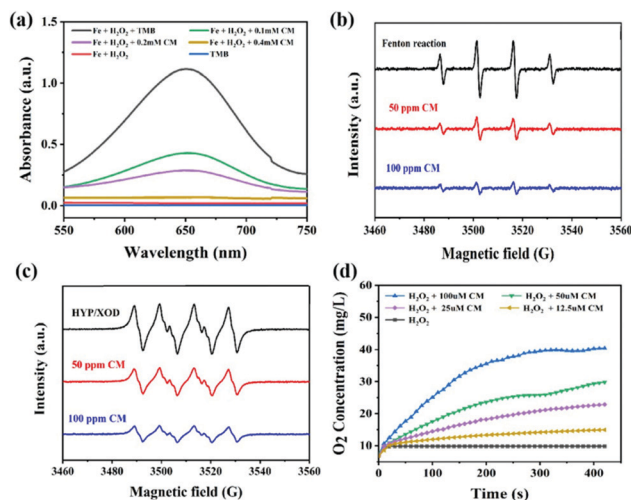 (a)
Fe + H₂O₂ + TMB
Fe + H₂O₂ + 0.1mM CM
Fe + H₂O₂ + 0.2mM CM
Fe + H₂O₂ + 0.4mM CM
Fe + H₂O₂
TMB
Absorbance (a.u.)
1.5
1.0
0.5
0.0
550 600 650 700 750
Wavelength (nm)
(b)
Fenton reaction
50 ppm CM
100 ppm CM
Intensity (a.u.)
3460 3480 3500 3520 3540 3560
Magnetic field (G)
(c)
HYP/XOD
50 ppm CM
100 ppm CM
Intensity (a.u.)
3460 3480 3500 3520 3540 3560
Magnetic field (G)
(d)
H₂O₂ + 100uM CM
H₂O₂ + 50uM CM
H₂O₂ + 25uM CM
H₂O₂ + 12.5uM CM
H₂O₂
O2 Concentration (mg/L)
60
50
40
30
20
10
0 100 200 300 400
Time (s)